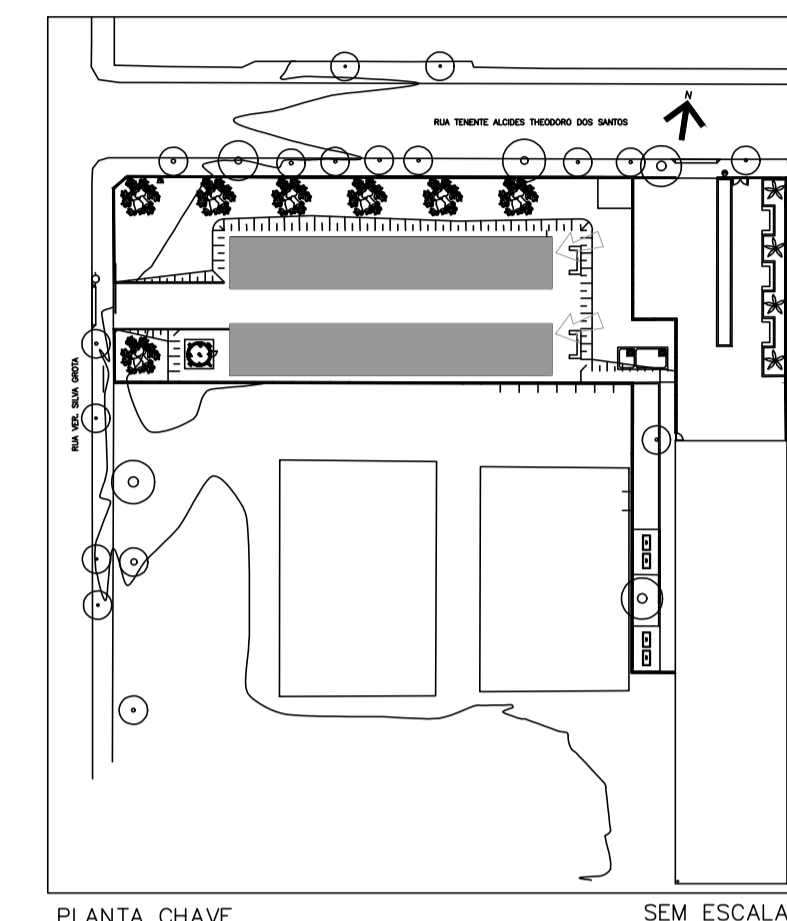 N
RUA TENENTE ALCIDES THEODORO DOS SANTOS
RUA VER. SILVA GROTA
PLANTA CHAVE
SEM ESCALA